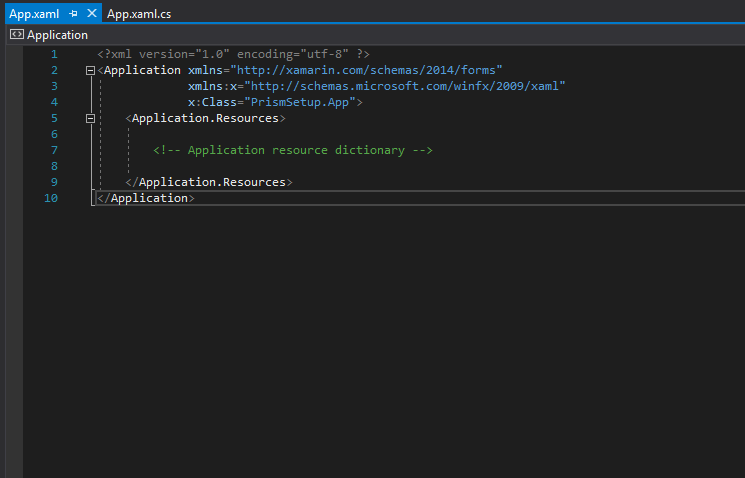 App.xaml App.xaml.cs
Application
1 <?xml version="1.0" encoding="utf-8" ?>
2 <Application xmlns="http://xamarin.com/schemas/2014/forms"
3 xmlns:x="http://schemas.microsoft.com/winfx/2009/xaml"
4 x:Class="PrismSetup.App">
5 <Application.Resources>
6
7 <!-- Application resource dictionary -->
8
9 </Application.Resources>
10 </Application>